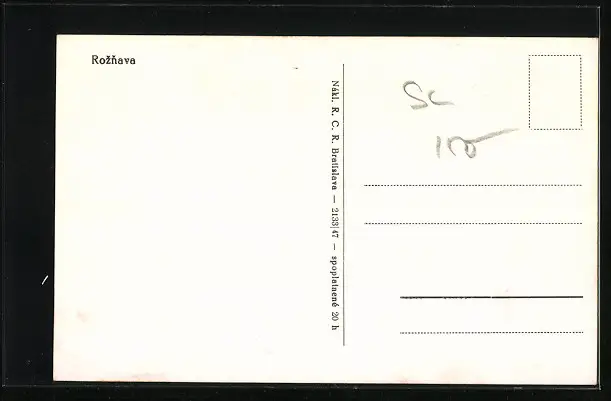 Rožňava
Nákl. R. C. R. Bratislava — 2133|47 — spoplatnené 20 h